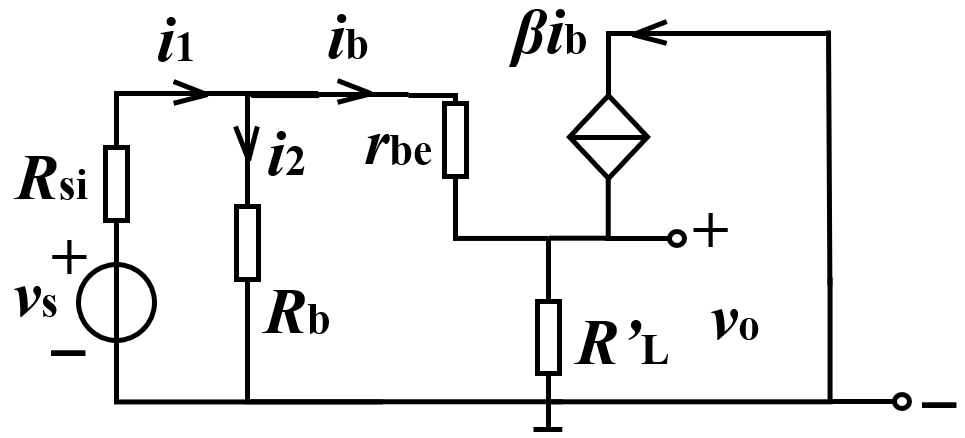 i1 ib βib
i2 rbe
Rsi
+ +
vs Rb R’L vo
− −